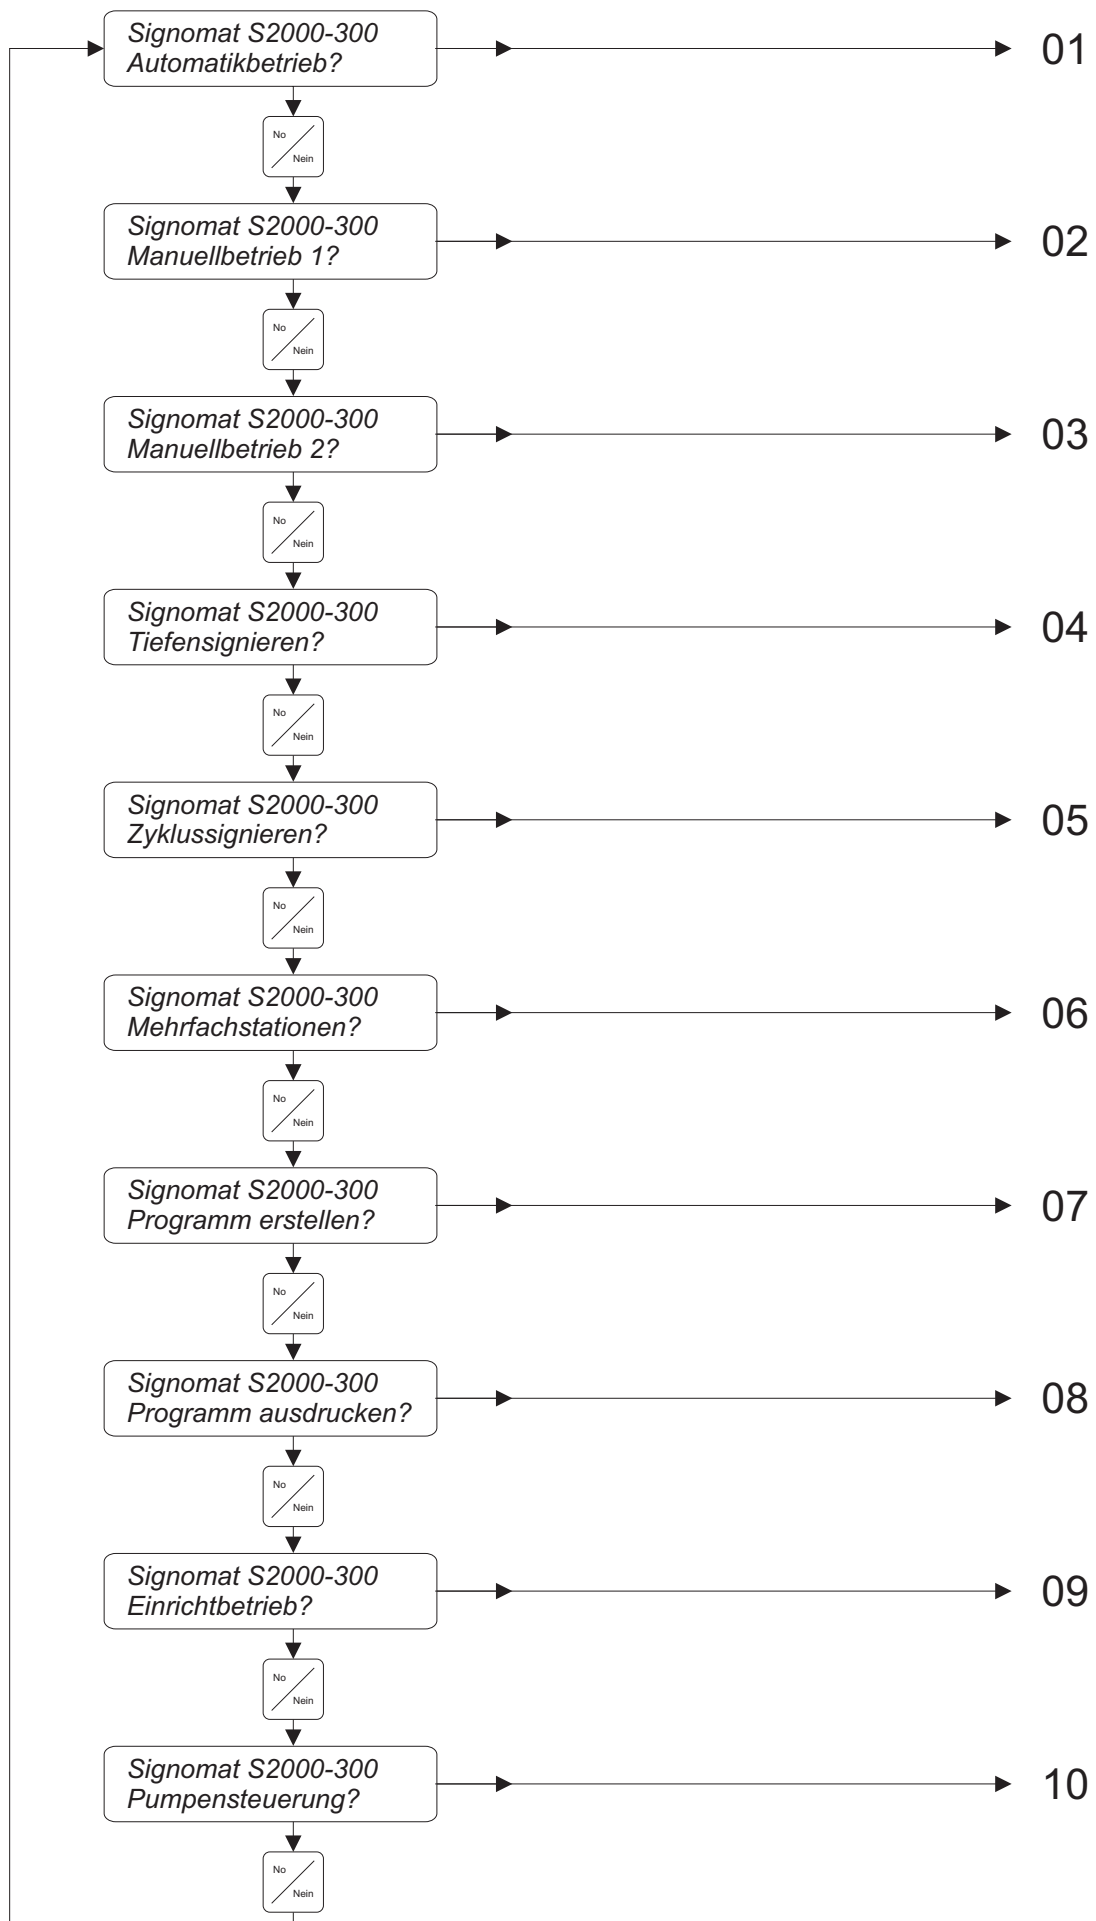 Signomat S2000-300
Automatikbetrieb?
01
No
Nein
Signomat S2000-300
Manuellbetrieb 1?
02
No
Nein
Signomat S2000-300
Manuellbetrieb 2?
03
No
Nein
Signomat S2000-300
Tiefensignieren?
04
No
Nein
Signomat S2000-300
Zyklussignieren?
05
No
Nein
Signomat S2000-300
Mehrfachstationen?
06
No
Nein
Signomat S2000-300
Programm erstellen?
07
No
Nein
Signomat S2000-300
Programm ausdrucken?
08
No
Nein
Signomat S2000-300
Einrichtbetrieb?
09
No
Nein
Signomat S2000-300
Pumpensteuerung?
10
No
Nein